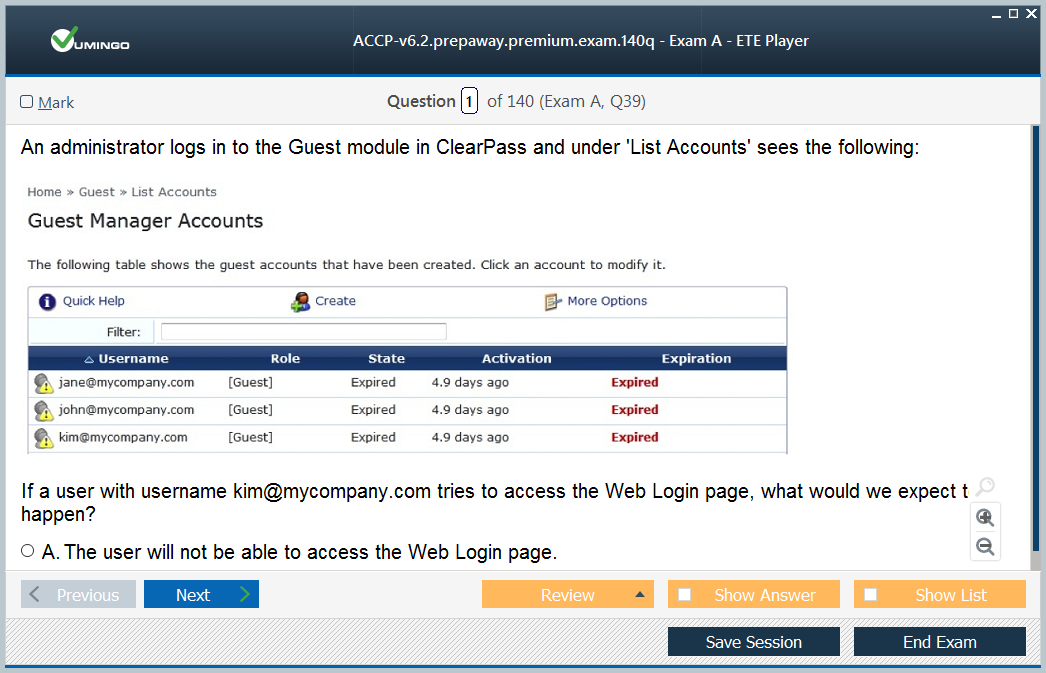 VUMINGO
ACCP-v6.2.prepaway.premium.exam.140q - Exam A - ETE Player
Mark
Question 1 of 140 (Exam A, Q39)
An administrator logs in to the Guest module in ClearPass and under 'List Accounts' sees the following:
Home » Guest » List Accounts
Guest Manager Accounts
The following table shows the guest accounts that have been created. Click an account to modify it.
Quick Help Create More Options
Filter:
Username Role State Activation Expiration
jane@mycompany.com [Guest] Expired 4.9 days ago Expired
john@mycompany.com [Guest] Expired 4.9 days ago Expired
kim@mycompany.com [Guest] Expired 4.9 days ago Expired
If a user with username kim@mycompany.com tries to access the Web Login page, what would we expect t
happen?
A. The user will not be able to access the Web Login page.
Previous Next Review Show Answer Show List
Save Session End Exam